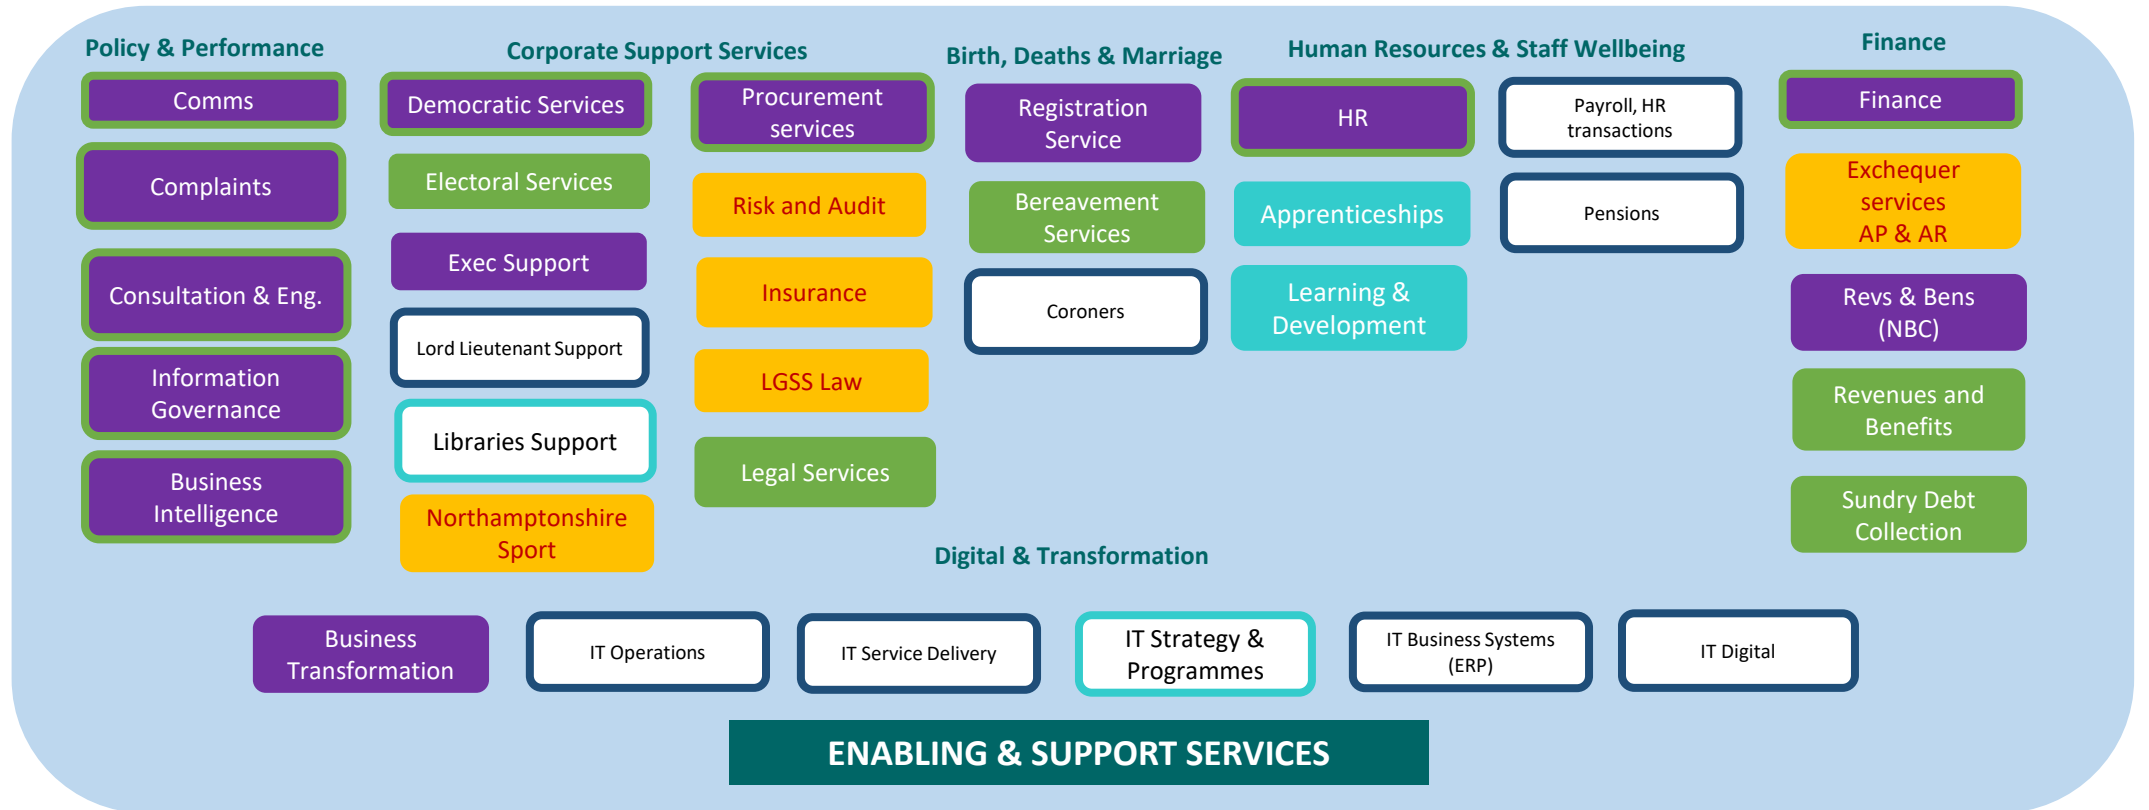 Policy & Performance
Comms
Complaints
Consultation & Eng.
Information
Governance
Business
Intelligence
Corporate Support Services
Democratic Services
Electoral Services
Exec Support
Lord Lieutenant Support
Libraries Support
Northamptonshire
Sport
Procurement
services
Risk and Audit
Insurance
LGSS Law
Legal Services
Birth, Deaths & Marriage
Registration
Service
Bereavement
Services
Coroners
Human Resources & Staff Wellbeing
HR
Apprenticeships
Learning &
Development
Payroll, HR
transactions
Pensions
Finance
Finance
Exchequer
services
AP & AR
Revs & Bens
(NBC)
Revenues and
Benefits
Sundry Debt
Collection
Digital & Transformation
Business
Transformation
IT Operations
IT Service Delivery
IT Strategy &
Programmes
IT Business Systems
(ERP)
IT Digital
ENABLING & SUPPORT SERVICES